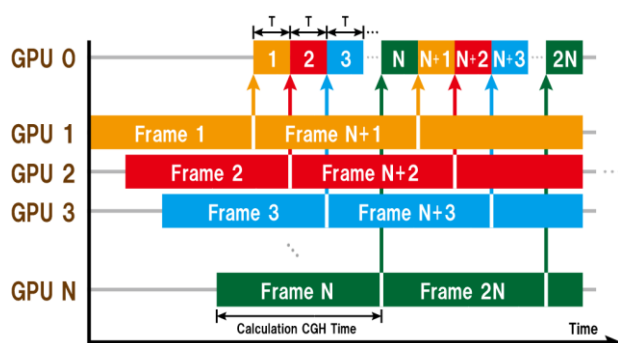 T T T
GPU 0 1 2 3 ... N N+1 N+2 N+3 ... 2N
GPU 1 Frame 1 Frame N+1
GPU 2 Frame 2 Frame N+2 ...
GPU 3 Frame 3 Frame N+3
GPU N Frame N Frame 2N
Calculation CGH Time Time